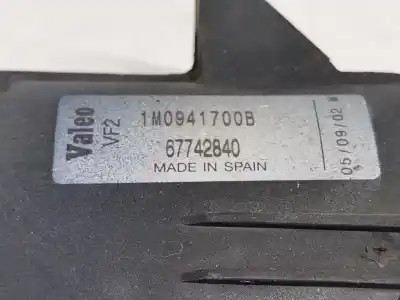 Valeo
VF2
1M0941700B
67742840
MADE IN SPAIN
05/09/02 M